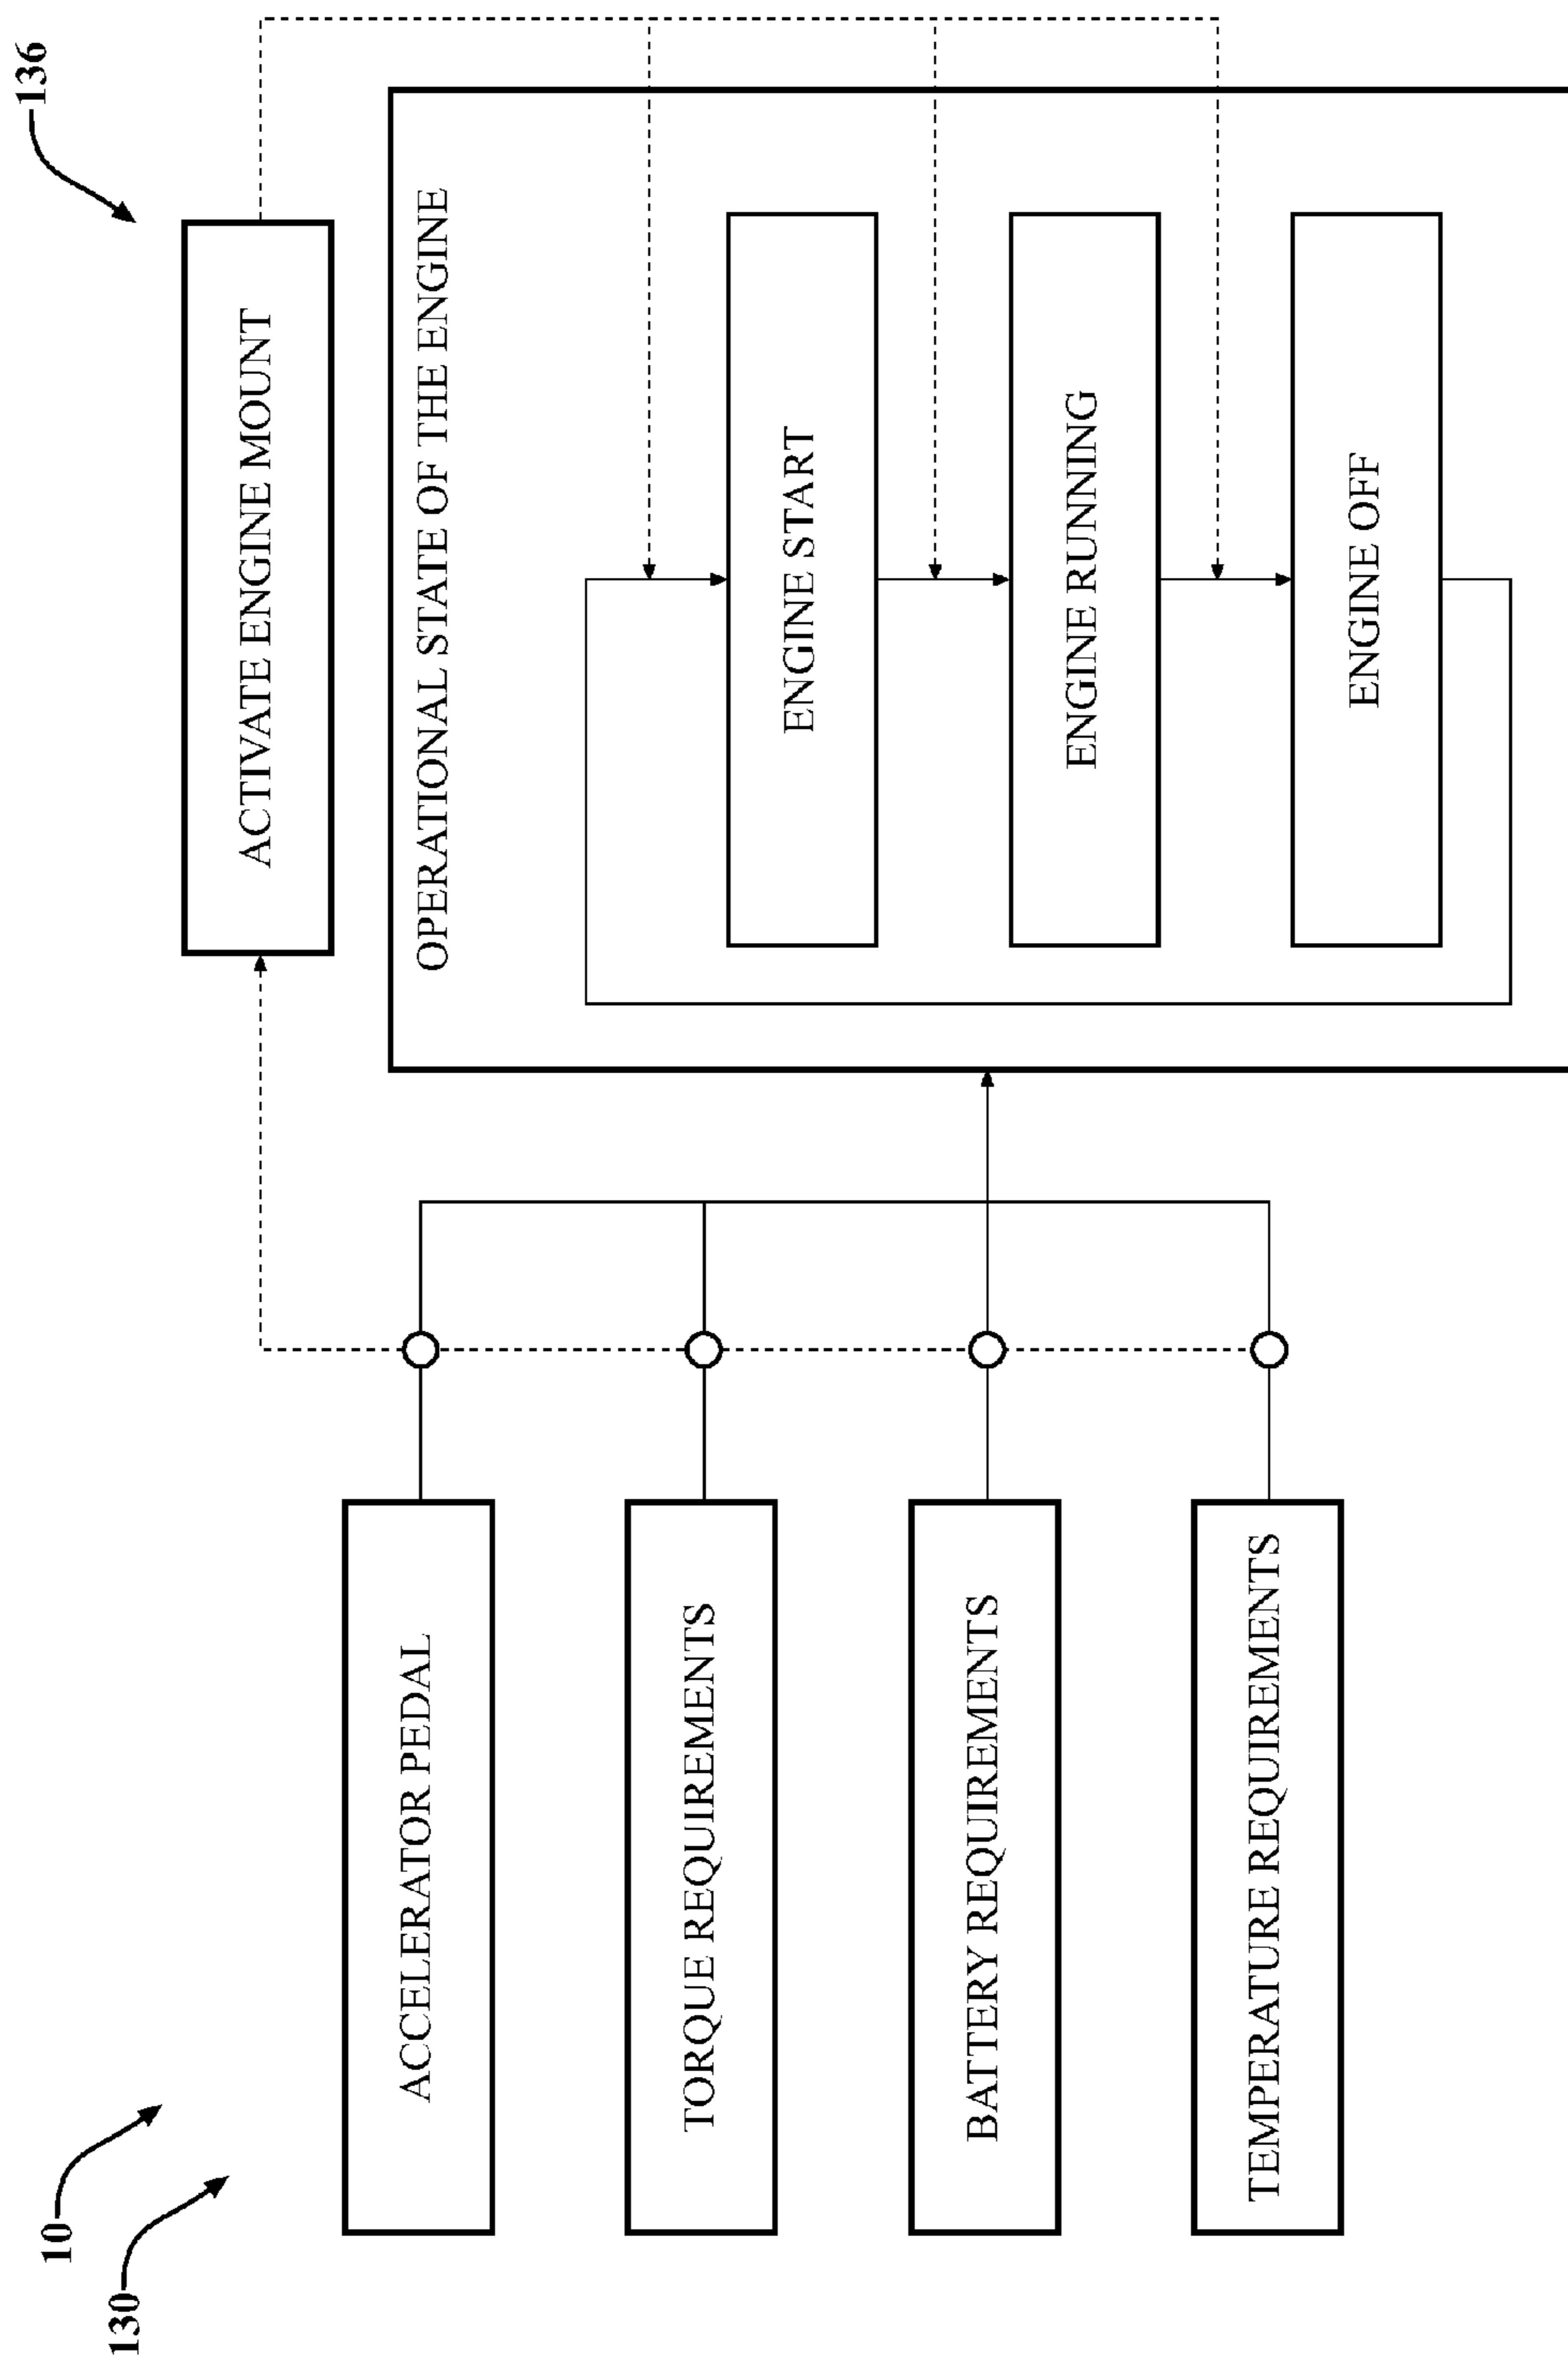 10
130
136
ACCELERATOR PEDAL
TORQUE REQUIREMENTS
BATTERY REQUIREMENTS
TEMPERATURE REQUIREMENTS
ACTIVATE ENGINE MOUNT
OPERATIONAL STATE OF THE ENGINE
ENGINE START
ENGINE RUNNING
ENGINE OFF